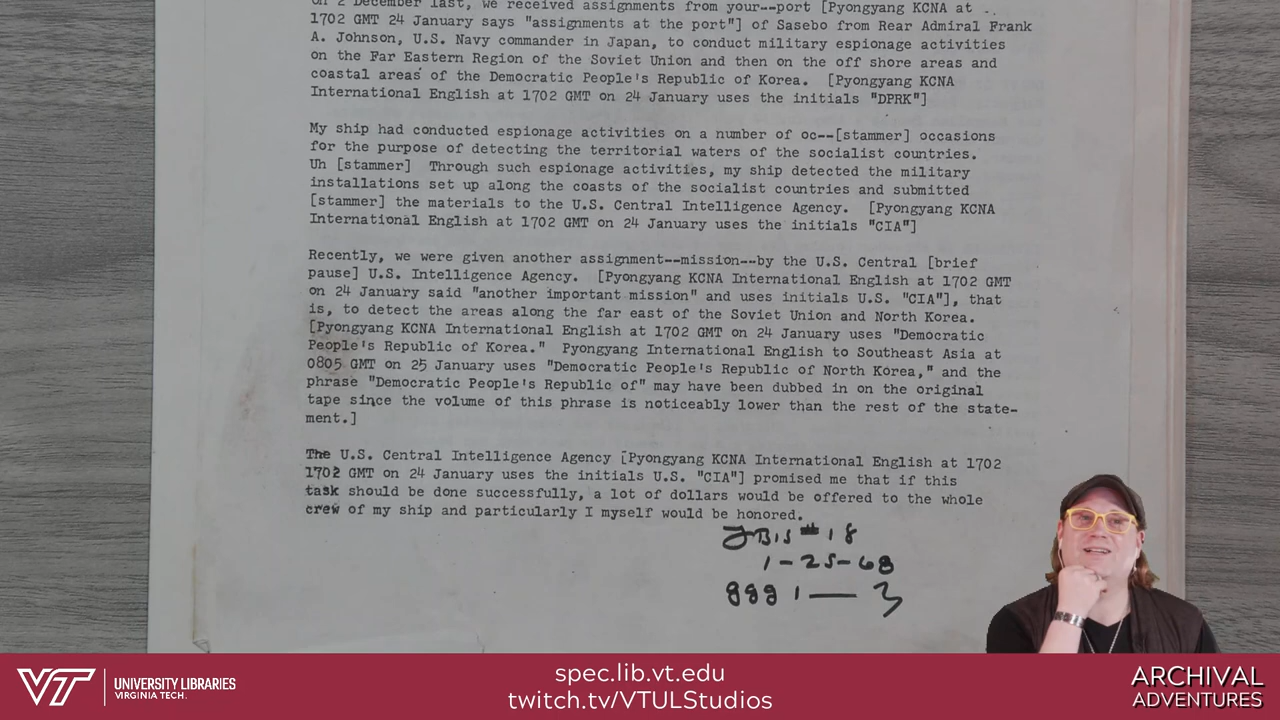 On 2 December last, we received assignments from your--port [Pyongyang KCNA at
1702 GMT 24 January says "assignments at the port"] of Sasebo from Rear Admiral Frank
A. Johnson, U.S. Navy commander in Japan, to conduct military espionage activities
on the Far Eastern Region of the Soviet Union and then on the off shore areas and
coastal areas of the Democratic People's Republic of Korea. [Pyongyang KCNA
International English at 1702 GMT on 24 January uses the initials "DPRK"]
My ship had conducted espionage activities on a number of oc--[stammer] occasions
for the purpose of detecting the territorial waters of the socialist countries.
Uh [stammer] Through such espionage activities, my ship detected the military
installations set up along the coasts of the socialist countries and submitted
[stammer] the materials to the U.S. Central Intelligence Agency. [Pyongyang KCNA
International English at 1702 GMT on 24 January uses the initials "CIA"]
Recently, we were given another assignment--mission--by the U.S. Central [brief
pause] U.S. Intelligence Agency. [Pyongyang KCNA International English at 1702 GMT
on 24 January said "another important mission" and uses initials U.S. "CIA"], that
is, to detect the areas along the far east of the Soviet Union and North Korea.
[Pyongyang KCNA International English at 1702 GMT on 24 January uses "Democratic
People's Republic of Korea." Pyongyang International English to Southeast Asia at
0805 GMT on 25 January uses "Democratic People's Republic of North Korea," and the
phrase "Democratic People's Republic of" may have been dubbed in on the original
tape since the volume of this phrase is noticeably lower than the rest of the state-
ment.]
The U.S. Central Intelligence Agency [Pyongyang KCNA International English at 1702
1702 GMT on 24 January uses the initials U.S. "CIA"] promised me that if this
task should be done successfully, a lot of dollars would be offered to the whole
crew of my ship and particularly I myself would be honored.
FBIS #18
1-25-68
ggg 1 — 3
VT UNIVERSITY LIBRARIES
VIRGINIA TECH.
spec.lib.vt.edu
twitch.tv/VTULStudios
ARCHIVAL
ADVENTURES